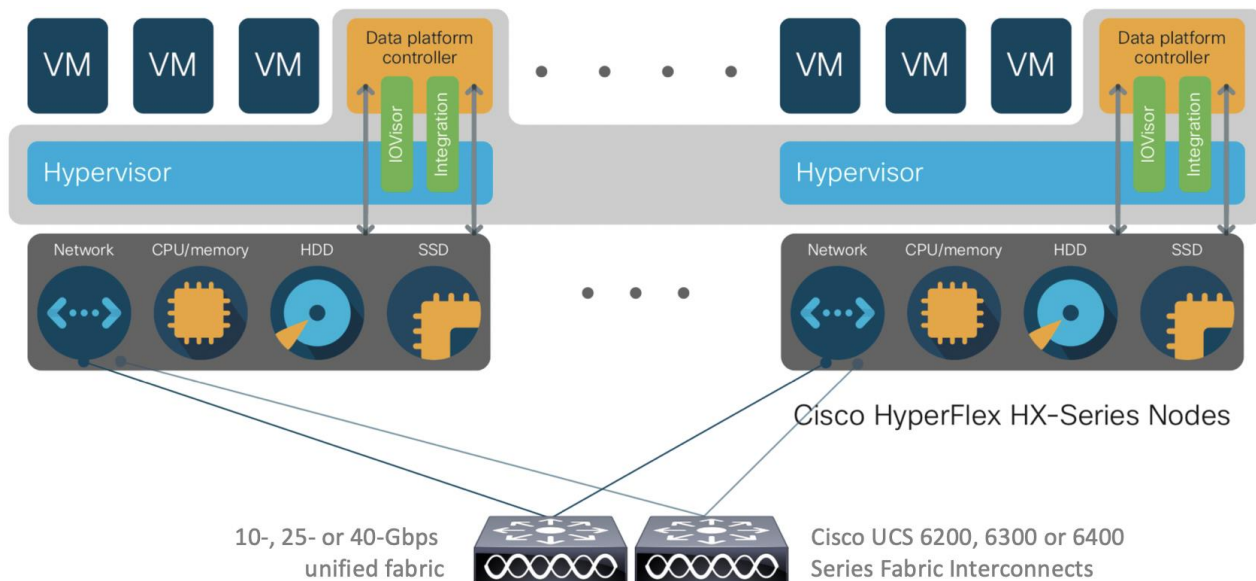 VM
VM
VM
Data platform
controller
IOVisor
Integration
VM
VM
VM
Data platform
controller
IOVisor
Integration
Hypervisor
Hypervisor
Network
CPU/memory
HDD
SSD
Network
CPU/memory
HDD
SSD
Cisco HyperFlex HX-Series Nodes
10-, 25- or 40-Gbps
unified fabric
Cisco UCS 6200, 6300 or 6400
Series Fabric Interconnects